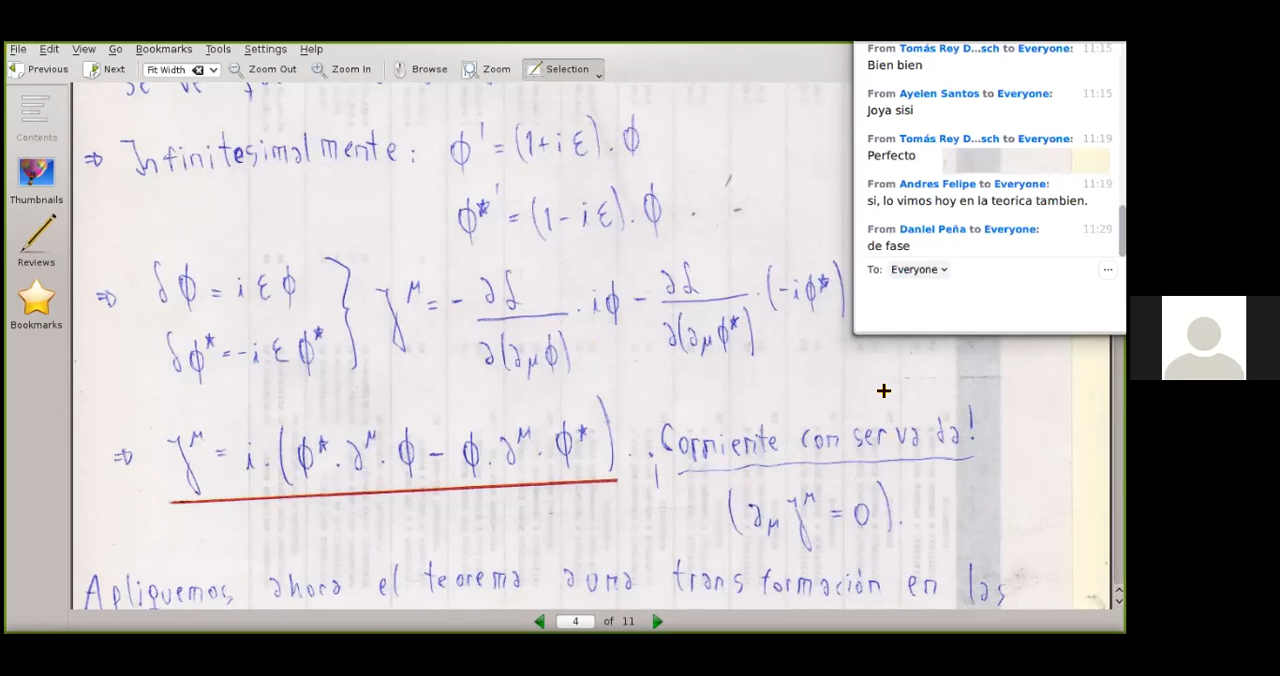 File Edit View Go Bookmarks Tools Settings Help
Previous Next Fit Width Zoom Out Zoom In Browse Zoom Selection
Contents
Thumbnails
Reviews
Bookmarks
⇒ Infinitesimalmente: ϕ' = (1+iε).ϕ
ϕ*' = (1-iε).ϕ.
⇒ δϕ = iεϕ
δϕ* = -iεϕ*
} J^μ = - ∂ℒ/∂(∂μϕ) . iϕ - ∂ℒ/∂(∂μϕ*) . (-iϕ*)
⇒ J^μ = i.(ϕ*.∂^μ.ϕ - ϕ.∂^μ.ϕ*) . ¡Corriente conservada!
(∂μJ^μ = 0).
Apliquemos ahora el teorema a una transformación en las
4 of 11
From Tomás Rey D...sch to Everyone: 11:15
Bien bien
From Ayelen Santos to Everyone: 11:15
Joya sisi
From Tomás Rey D...sch to Everyone: 11:19
Perfecto
From Andres Felipe to Everyone: 11:19
si, lo vimos hoy en la teorica tambien.
From Daniel Peña to Everyone: 11:29
de fase
To: Everyone